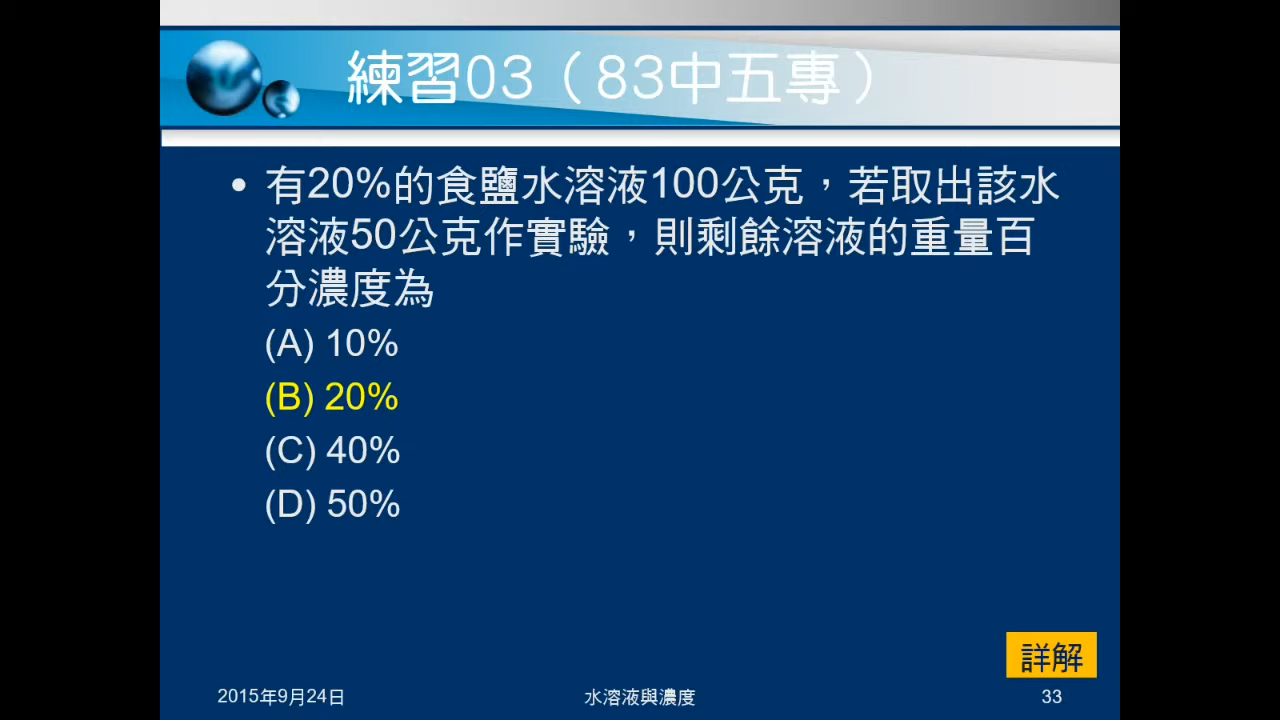 練習03（83中五專）
• 有20%的食鹽水溶液100公克，若取出該水
溶液50公克作實驗，則剩餘溶液的重量百
分濃度為
(A) 10%
(B) 20%
(C) 40%
(D) 50%
詳解
2015年9月24日
水溶液與濃度
33